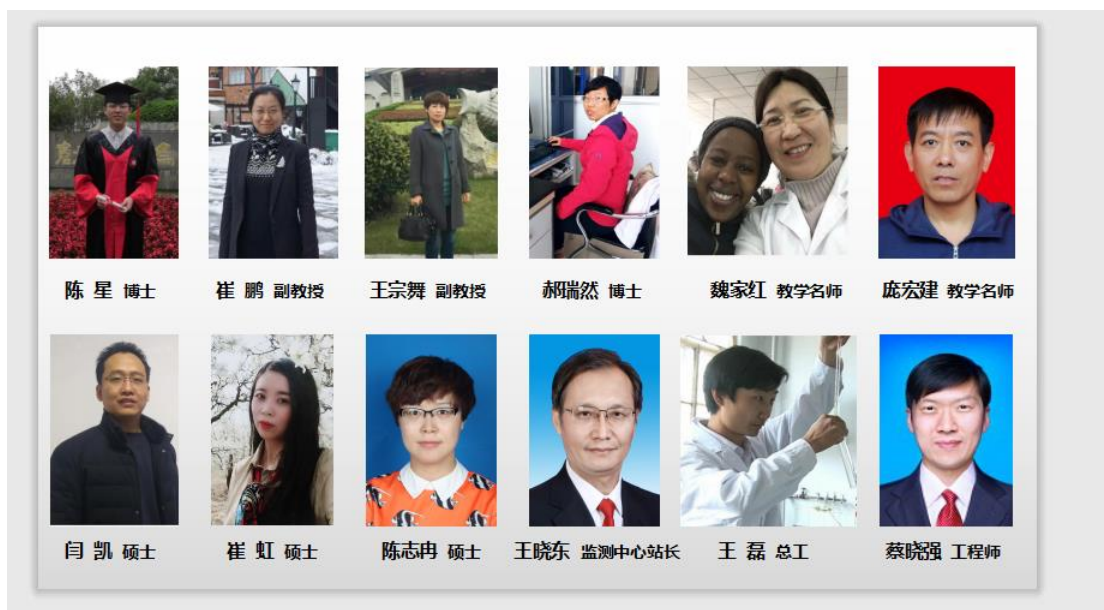 陈 星 博士 崔 鹏 副教授 王宗舞 副教授 郝瑞然 博士 魏家红 教学名师 庞宏建 教学名师
闫 凯 硕士 崔 虹 硕士 陈志冉 硕士 王晓东 监测中心站长 王 磊 总工 蔡晓强 工程师